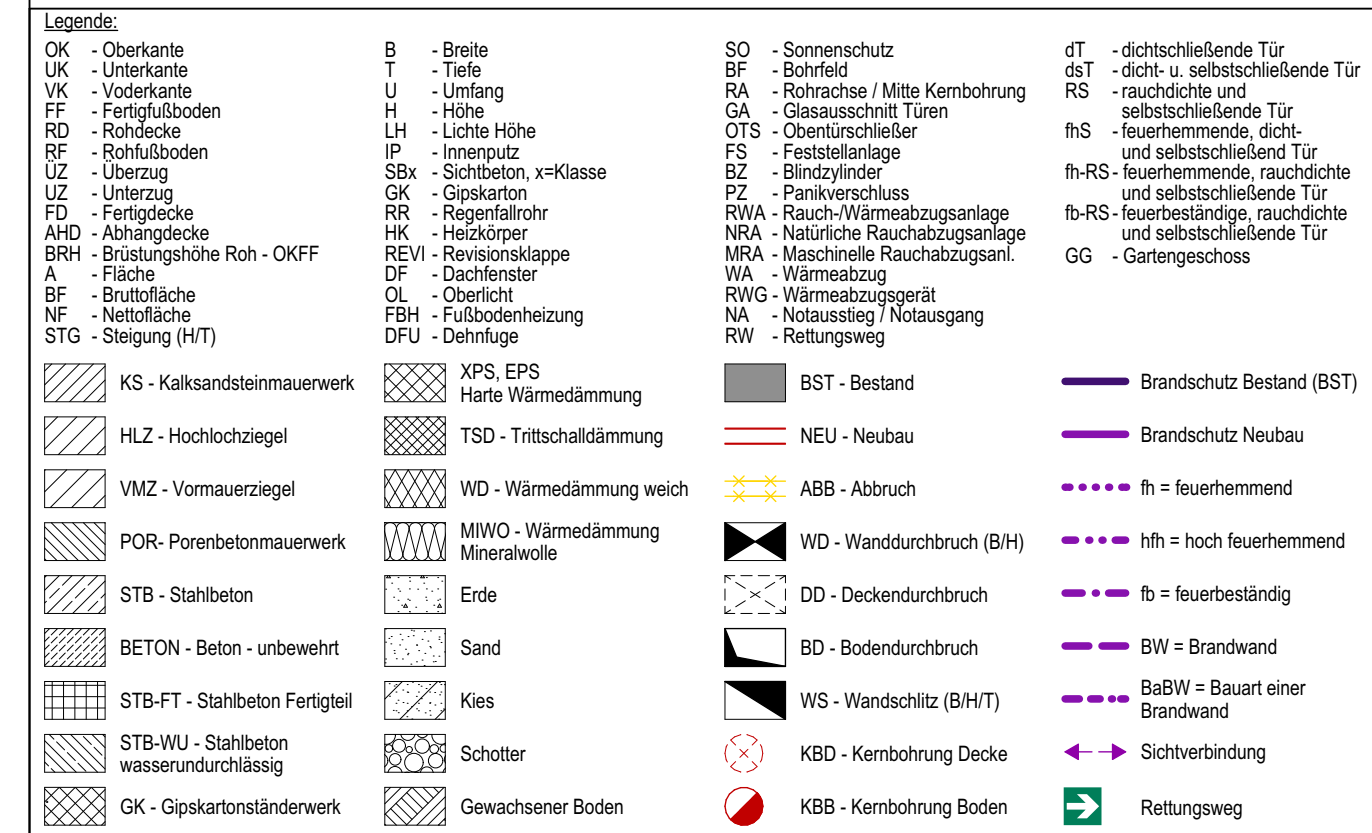 Legende:
OK - Oberkante
UK - Unterkante
VK - Voderkante
FF - Fertigfußboden
RD - Rohdecke
RF - Rohfußboden
ÜZ - Überzug
UZ - Unterzug
FD - Fertigdecke
AHD - Abhangdecke
BRH - Brüstungshöhe Roh - OKFF
A - Fläche
BF - Bruttofläche
NF - Nettofläche
STG - Steigung (H/T)
B - Breite
T - Tiefe
U - Umfang
H - Höhe
LH - Lichte Höhe
IP - Innenputz
SBx - Sichtbeton, x=Klasse
GK - Gipskarton
RR - Regenfallrohr
HK - Heizkörper
REVI - Revisionsklappe
DF - Dachfenster
OL - Oberlicht
FBH - Fußbodenheizung
DFU - Dehnfuge
SO - Sonnenschutz
BF - Bohrfeld
RA - Rohrachse / Mitte Kernbohrung
GA - Glasausschnitt Türen
OTS - Obentürschließer
FS - Feststellanlage
BZ - Blindzylinder
PZ - Panikverschluss
RWA - Rauch-/Wärmeabzugsanlage
NRA - Natürliche Rauchabzugsanlage
MRA - Maschinelle Rauchabzugsanl.
WA - Wärmeabzug
RWG - Wärmeabzugsgerät
NA - Notausstieg / Notausgang
RW - Rettungsweg
dT - dichtschließende Tür
dsT - dicht- u. selbstschließende Tür
RS - rauchdichte und
selbstschließende Tür
fhS - feuerhemmende, dicht-
und selbstschließend Tür
fh-RS - feuerhemmende, rauchdichte
und selbstschließende Tür
fb-RS - feuerbeständige, rauchdichte
und selbstschließende Tür
GG - Gartengeschoss
KS - Kalksandsteinmauerwerk
HLZ - Hochlochziegel
VMZ - Vormauerziegel
POR- Porenbetonmauerwerk
STB - Stahlbeton
BETON - Beton - unbewehrt
STB-FT - Stahlbeton Fertigteil
STB-WU - Stahlbeton
wasserundurchlässig
GK - Gipskartonständerwerk
XPS, EPS
Harte Wärmedämmung
TSD - Trittschalldämmung
WD - Wärmedämmung weich
MIWO - Wärmedämmung
Mineralwolle
Erde
Sand
Kies
Schotter
Gewachsener Boden
BST - Bestand
NEU - Neubau
ABB - Abbruch
WD - Wanddurchbruch (B/H)
DD - Deckendurchbruch
BD - Bodendurchbruch
WS - Wandschlitz (B/H/T)
KBD - Kernbohrung Decke
KBB - Kernbohrung Boden
Brandschutz Bestand (BST)
Brandschutz Neubau
fh = feuerhemmend
hfh = hoch feuerhemmend
fb = feuerbeständig
BW = Brandwand
BaBW = Bauart einer
Brandwand
Sichtverbindung
Rettungsweg